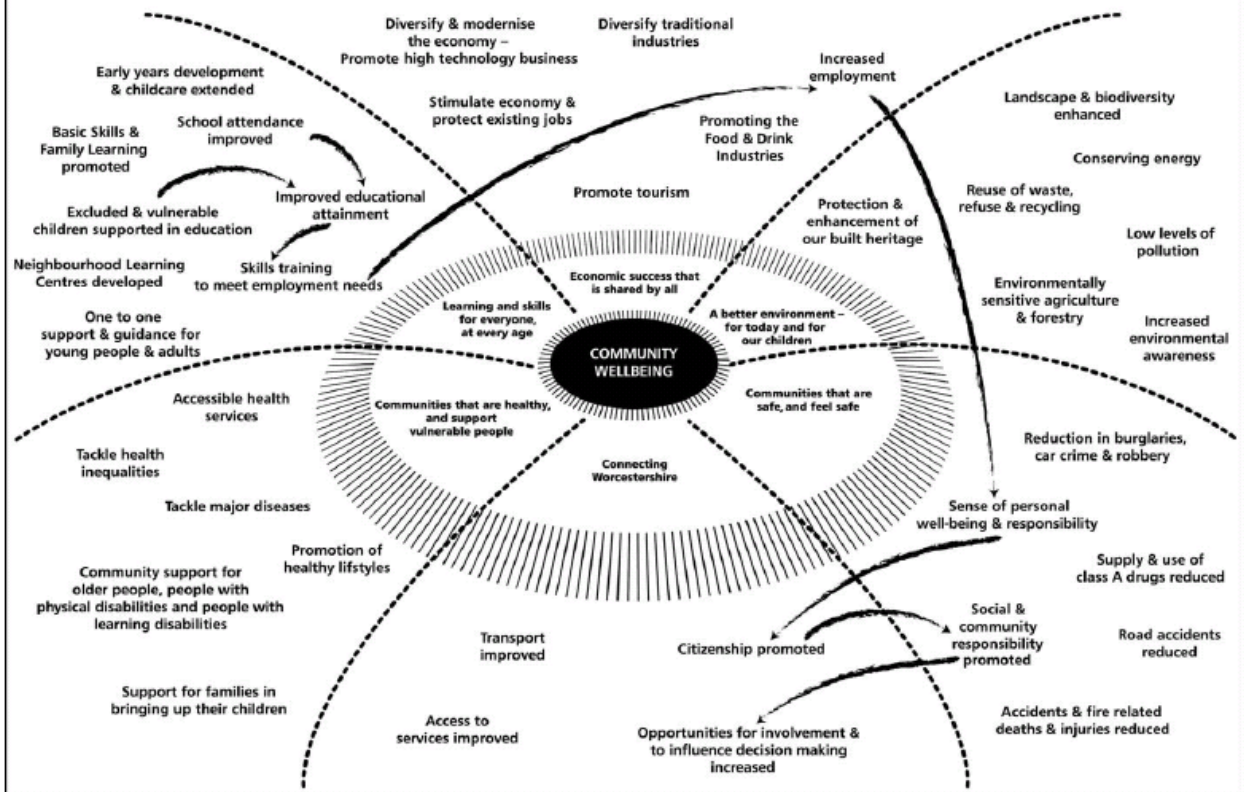 Diversify & modernise
the economy –
Promote high technology business
Diversify traditional
industries
Increased
employment
Early years development
& childcare extended
Stimulate economy &
protect existing jobs
Promoting the
Food & Drink
Industries
Landscape & biodiversity
enhanced
Basic Skills &
Family Learning
promoted
School attendance
improved
Conserving energy
Improved educational
attainment
Promote tourism
Reuse of waste,
refuse & recycling
Excluded & vulnerable
children supported in education
Protection &
enhancement of
our built heritage
Low levels of
pollution
Neighbourhood Learning
Centres developed
Skills training
to meet employment needs
Economic success that
is shared by all
Environmentally
sensitive agriculture
& forestry
One to one
support & guidance for
young people & adults
Learning and skills
for everyone,
at every age
A better environment –
for today and for
our children
Increased
environmental
awareness
COMMUNITY
WELLBEING
Accessible health
services
Communities that are healthy,
and support
vulnerable people
Communities that are
safe, and feel safe
Tackle health
inequalities
Connecting
Worcestershire
Reduction in burglaries,
car crime & robbery
Tackle major diseases
Sense of personal
well-being & responsibility
Promotion of
healthy lifstyles
Supply & use of
class A drugs reduced
Community support for
older people, people with
physical disabilities and people with
learning disabilities
Transport
improved
Citizenship promoted
Social &
community
responsibility
promoted
Road accidents
reduced
Support for families in
bringing up their children
Access to
services improved
Opportunities for involvement &
to influence decision making
increased
Accidents & fire related
deaths & injuries reduced